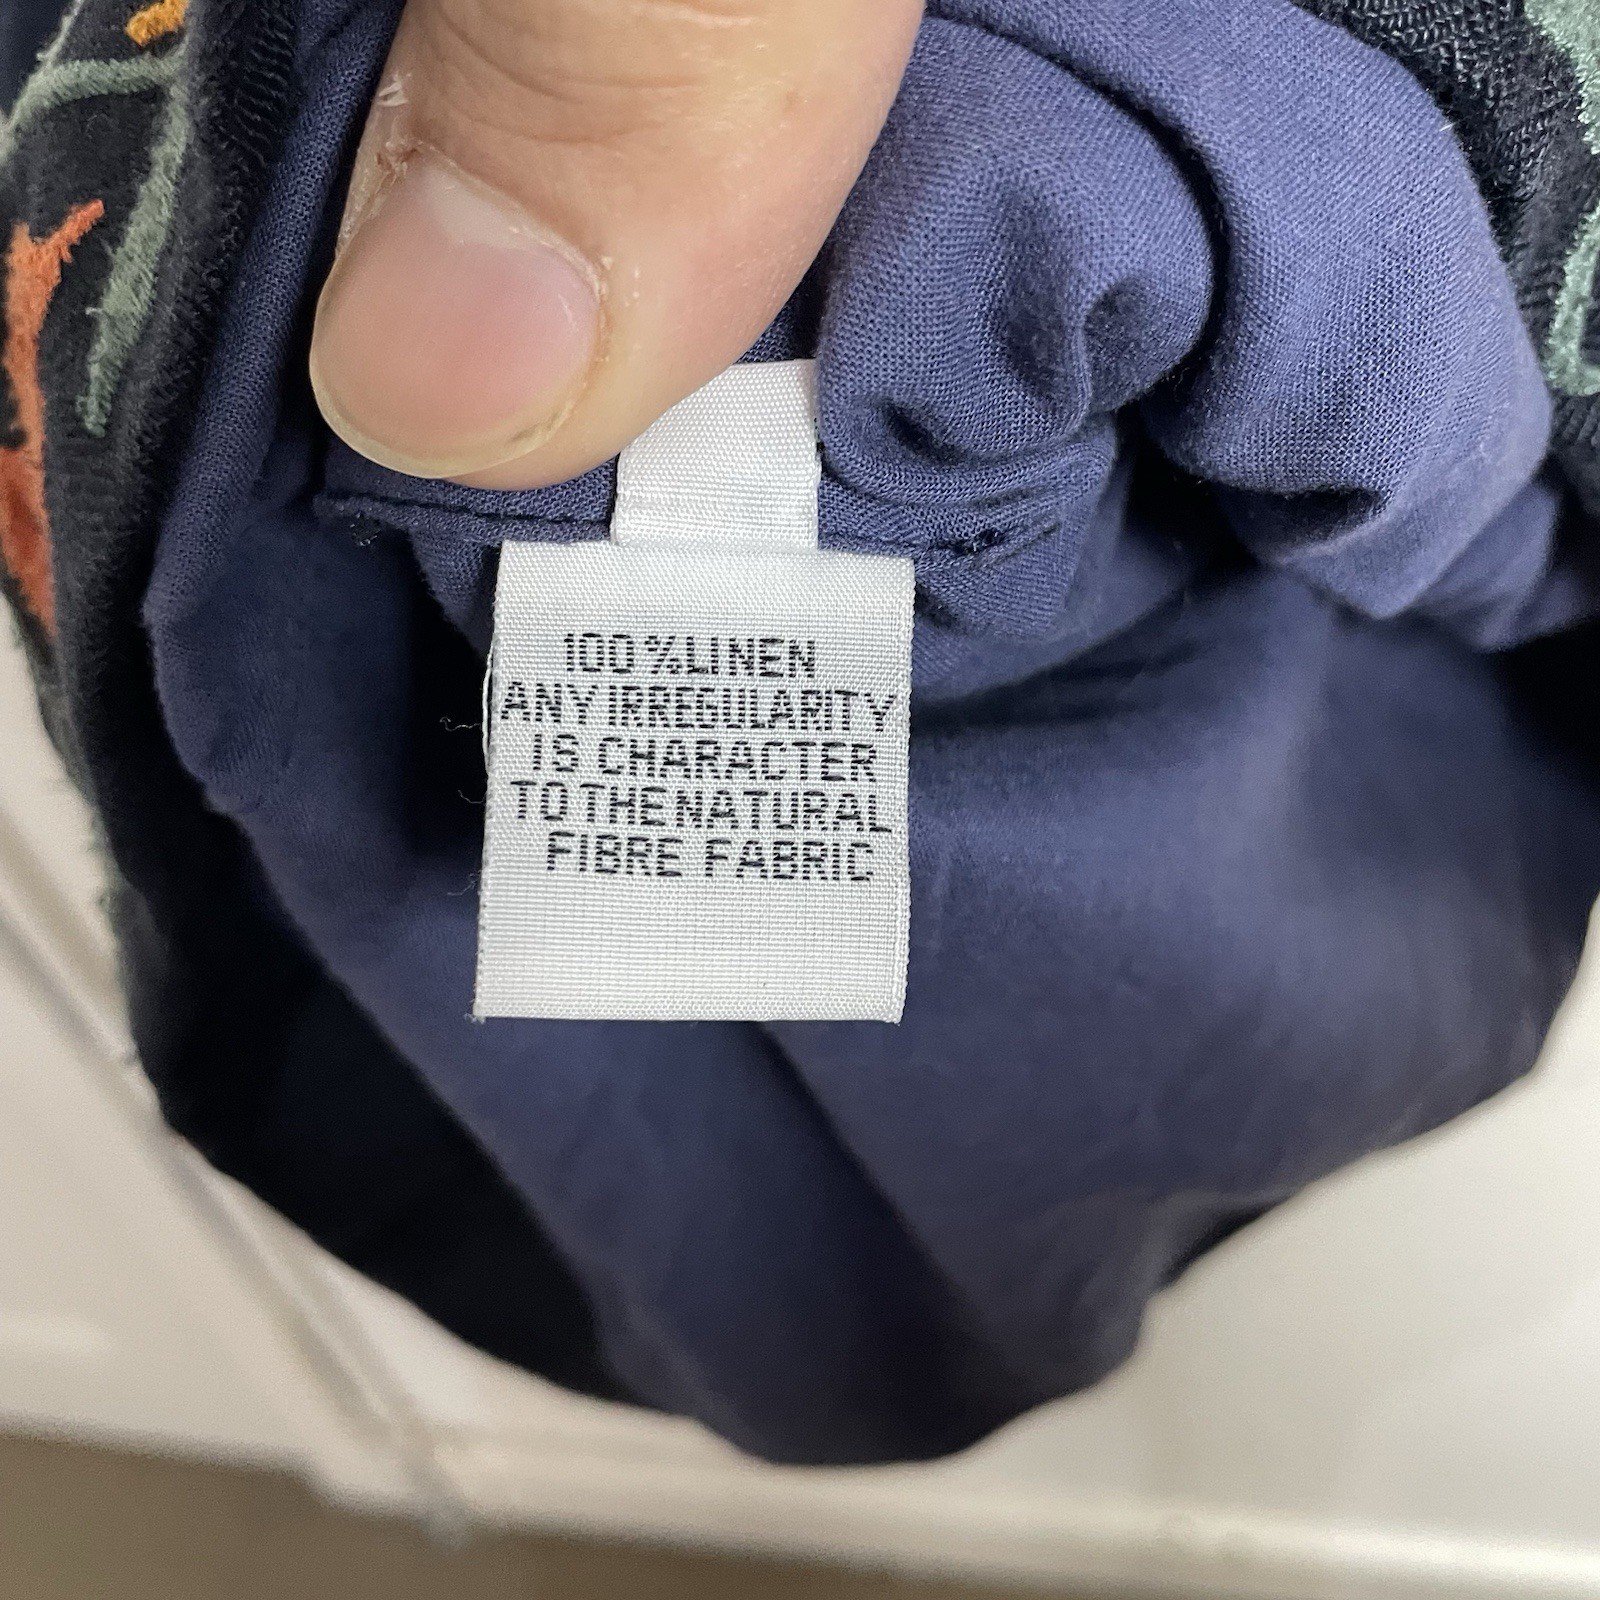 100% LINEN
ANY IRREGULARITY
IS CHARACTER
TO THE NATURAL
FIBRE FABRIC